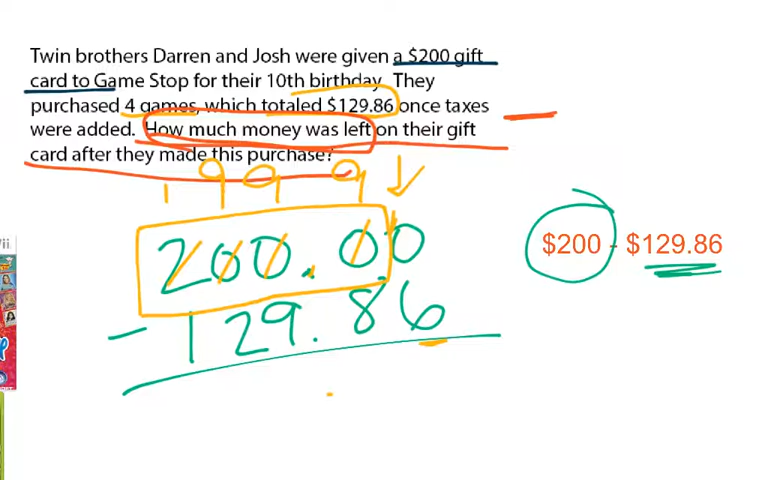 Twin brothers Darren and Josh were given a $200 gift
card to Game Stop for their 10th birthday. They
purchased 4 games, which totaled $129.86 once taxes
were added. How much money was left on their gift
card after they made this purchase?
1 9 9 9
200.00
- 129.86
$200 - $129.86